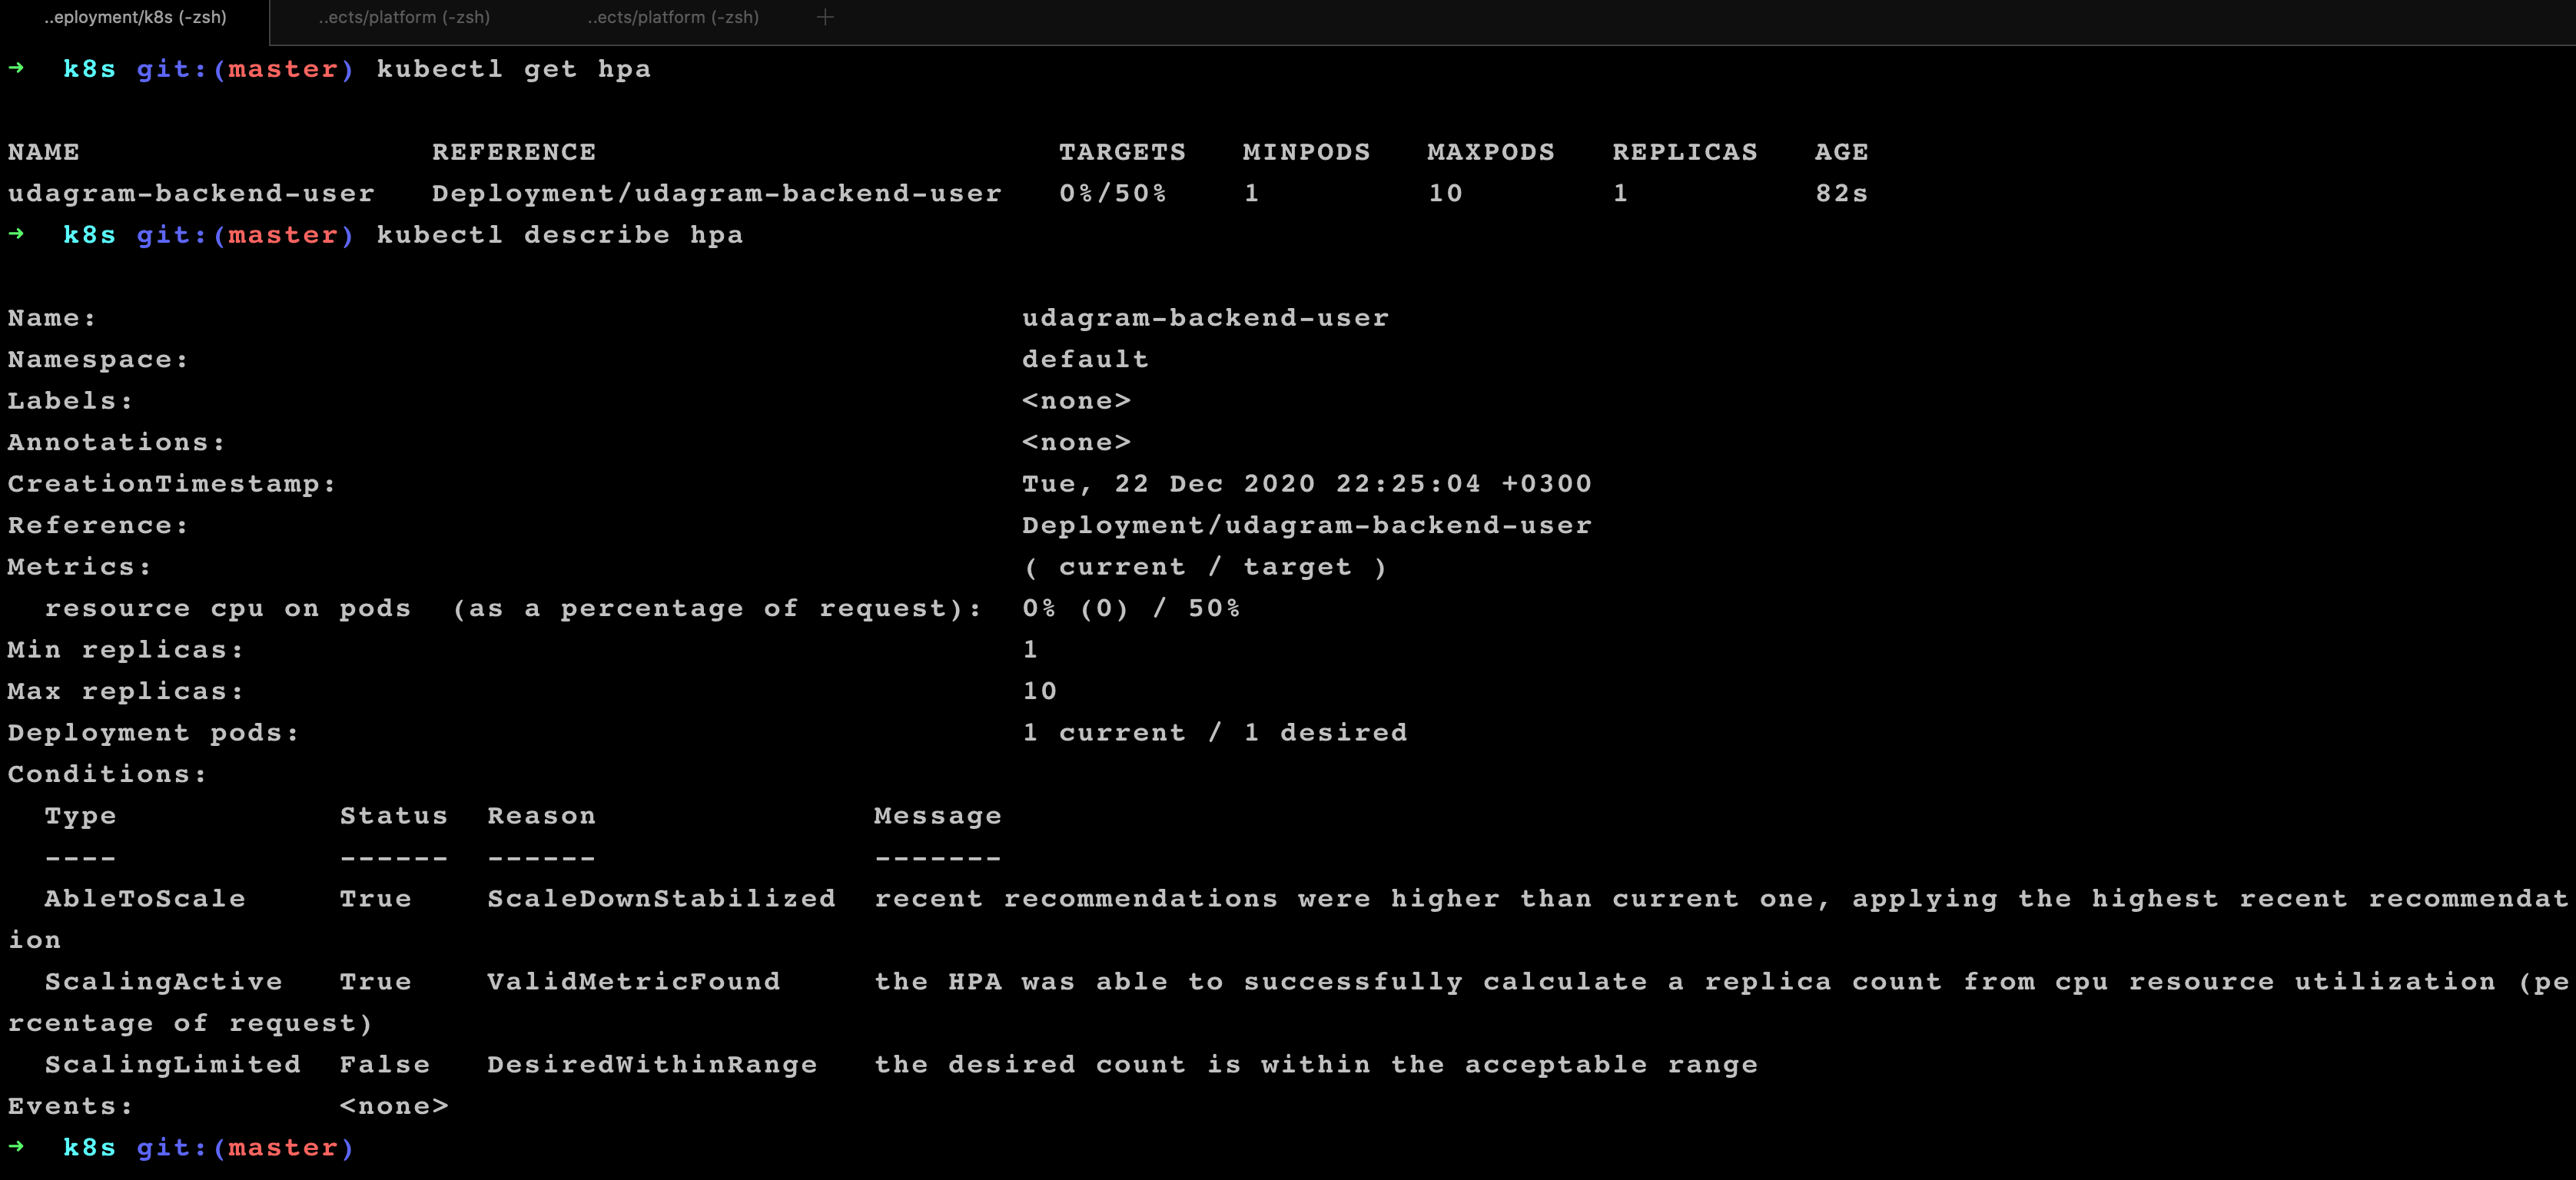 ..eployment/k8s (-zsh) ..ects/platform (-zsh) ..ects/platform (-zsh) +
➜ k8s git:(master) kubectl get hpa
NAME REFERENCE TARGETS MINPODS MAXPODS REPLICAS AGE
udagram-backend-user Deployment/udagram-backend-user 0%/50% 1 10 1 82s
➜ k8s git:(master) kubectl describe hpa
Name: udagram-backend-user
Namespace: default
Labels: <none>
Annotations: <none>
CreationTimestamp: Tue, 22 Dec 2020 22:25:04 +0300
Reference: Deployment/udagram-backend-user
Metrics: ( current / target )
resource cpu on pods (as a percentage of request): 0% (0) / 50%
Min replicas: 1
Max replicas: 10
Deployment pods: 1 current / 1 desired
Conditions:
Type Status Reason Message
---- ------ ------ -------
AbleToScale True ScaleDownStabilized recent recommendations were higher than current one, applying the highest recent recommendat
ion
ScalingActive True ValidMetricFound the HPA was able to successfully calculate a replica count from cpu resource utilization (pe
rcentage of request)
ScalingLimited False DesiredWithinRange the desired count is within the acceptable range
Events: <none>
➜ k8s git:(master)